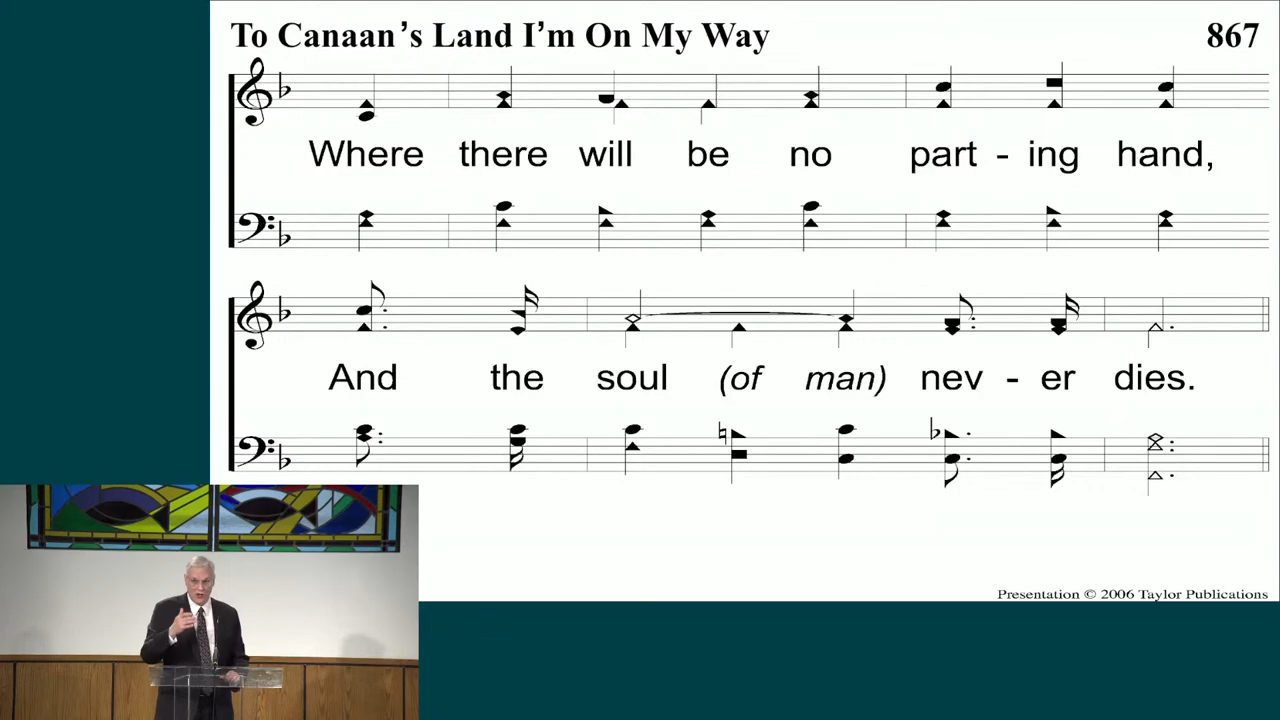 To Canaan’s Land I’m On My Way 867
Where there will be no part - ing hand,
And the soul (of man) nev - er dies.
Presentation © 2006 Taylor Publications